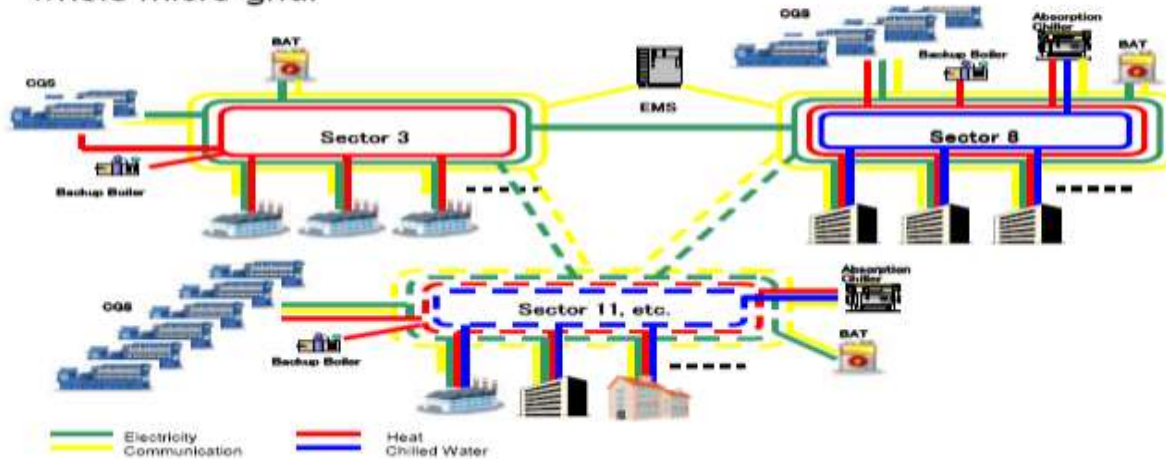 CGS
Absorption
Chiller
BAT
Backup Boiler
BAT
CGS
EMS
Sector 3
Sector 8
Backup Boiler
Absorption
Chiller
CGS
Sector 11, etc.
BAT
Backup Boiler
Electricity
Heat
Communication
Chilled Water